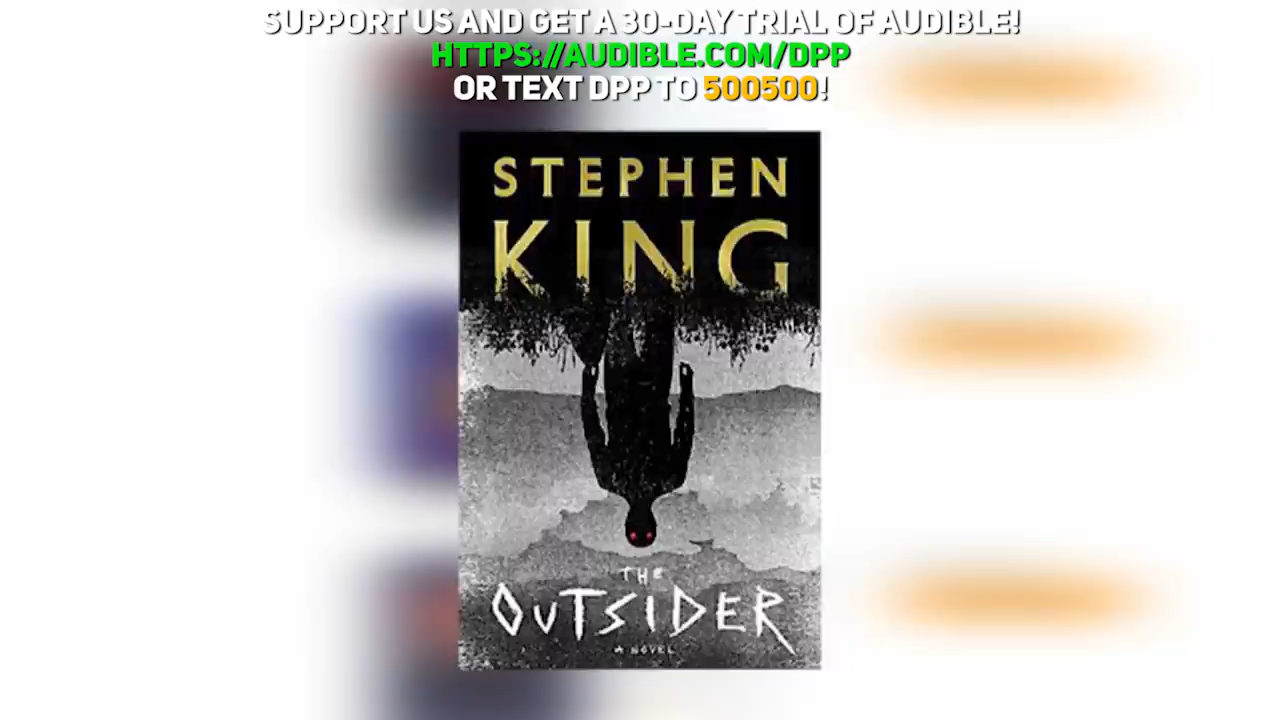 SUPPORT US AND GET A 30-DAY TRIAL OF AUDIBLE!
HTTPS://AUDIBLE.COM/DPP
OR TEXT DPP TO 500500!
STEPHEN
KING
THE
OUTSIDER
A NOVEL